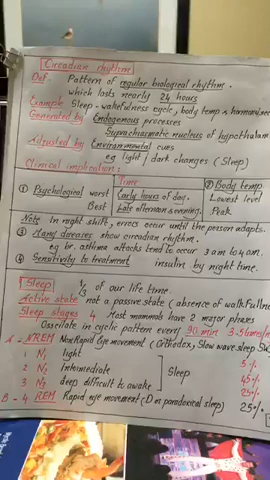 Circadian rhythm
Def. Pattern of regular biological rhythm.
which lasts nearly 24 hours
Example Sleep-wakefulness cycle, body temp & hormonal
Generated by Endogenous processes
Suprachiasmatic nucleus of hypothalam
Adjusted by Environmental cues
eg light / dark changes (Sleep)
Clinical implication:
Time
① Psychological worst Early hours of day. ② Body temp
Lowest level
Best Late afternoon & evening. Peak
Note In night shift, errors occur until the person adapts.
③ Many diseases show circadian rhythm.
eg br. asthma attacks tend to occur 3 am to 4 am.
④ Sensitivity to treatment insulin by night time.
Sleep 1/3 of our life time.
Active state not a passive state (absence of wakefulne
Sleep stages 4 Most mammals have 2 major phases
Oscillate in cyclic pattern every 90 min 3-5 times/n
A - NREM Non Rapid eye movement (Orthodox, Slow wave sleep S
1 N1 light 5%
2 N2 Intermediate Sleep 45%
3 N3 deep difficult to awake 25%
B - 4 REM Rapid eye movement (D or paradoxical sleep) 25%